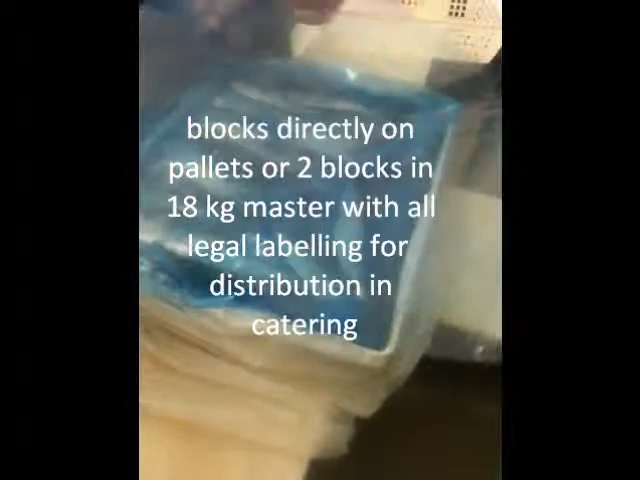 blocks directly on
pallets or 2 blocks in
18 kg master with all
legal labelling for
distribution in
catering